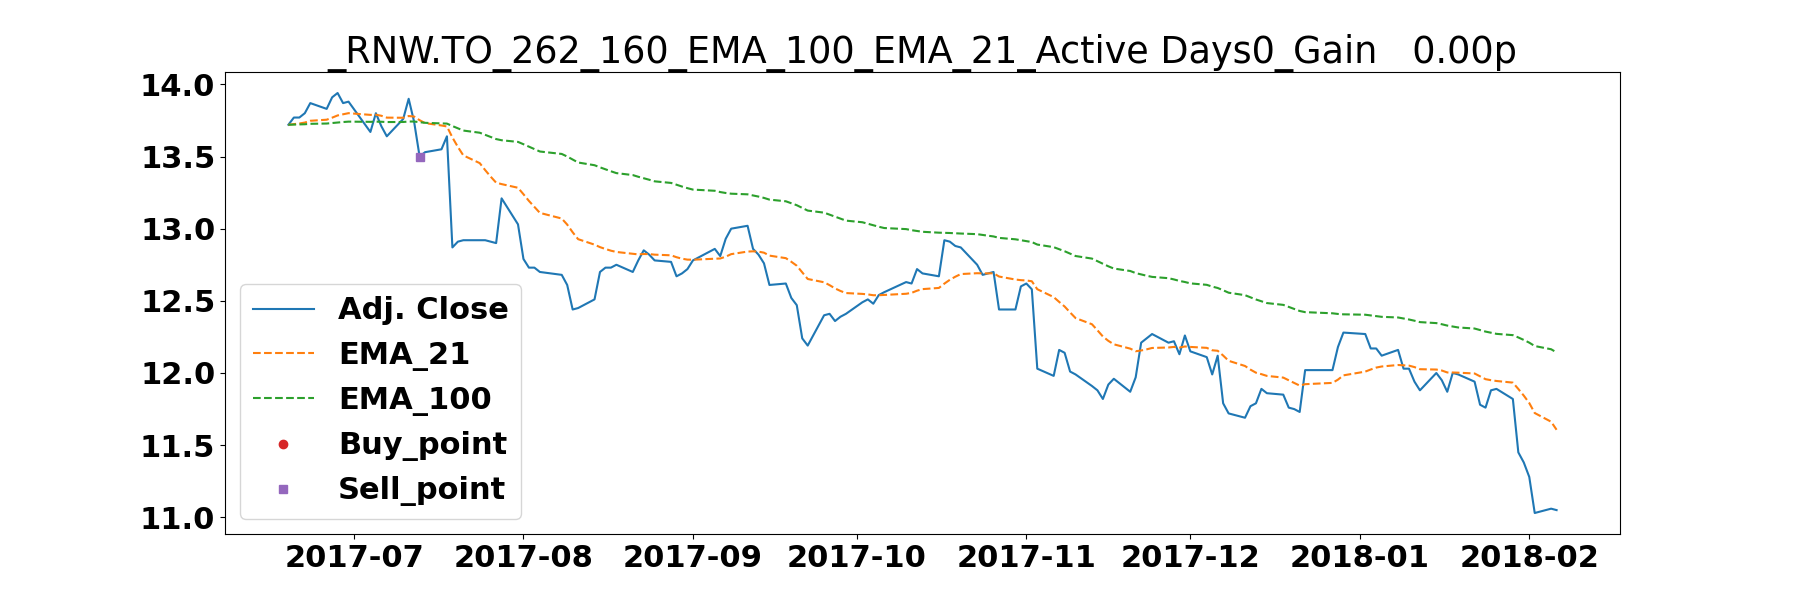 _RNW.TO_262_160_EMA_100_EMA_21_Active Days0_Gain   0.00p
14.0
13.5
13.0
12.5
12.0
11.5
11.0
Adj. Close
EMA_21
EMA_100
Buy_point
Sell_point
2017-07 2017-08 2017-09 2017-10 2017-11 2017-12 2018-01 2018-02